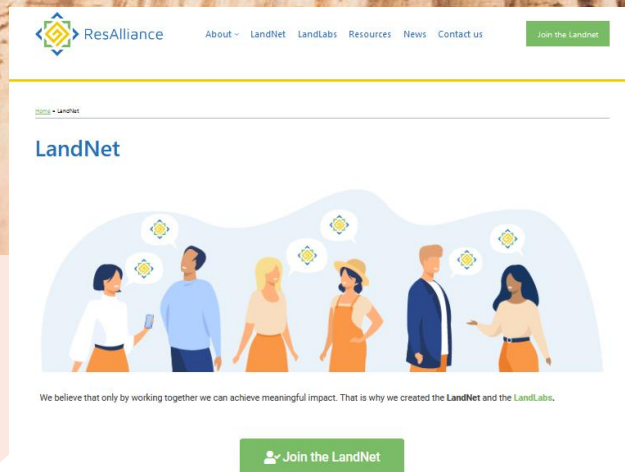 ResAlliance
About LandNet LandLabs Resources News Contact us
Join the Landnet
Home • LandNet
LandNet
We believe that only by working together we can achieve meaningful impact. That is why we created the LandNet and the LandLabs.
Join the LandNet